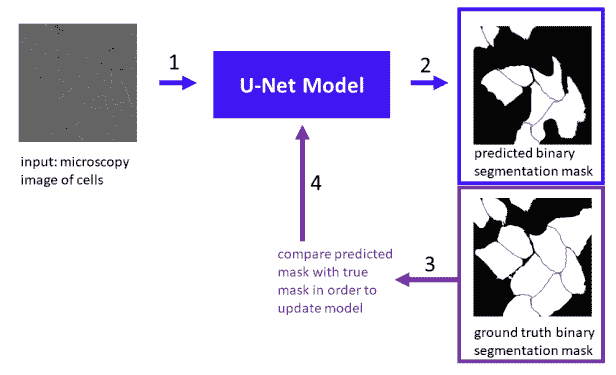 1
U-Net Model
2
input: microscopy
image of cells
predicted binary
segmentation mask
4
compare predicted
mask with true
mask in order to
update model
3
ground truth binary
segmentation mask